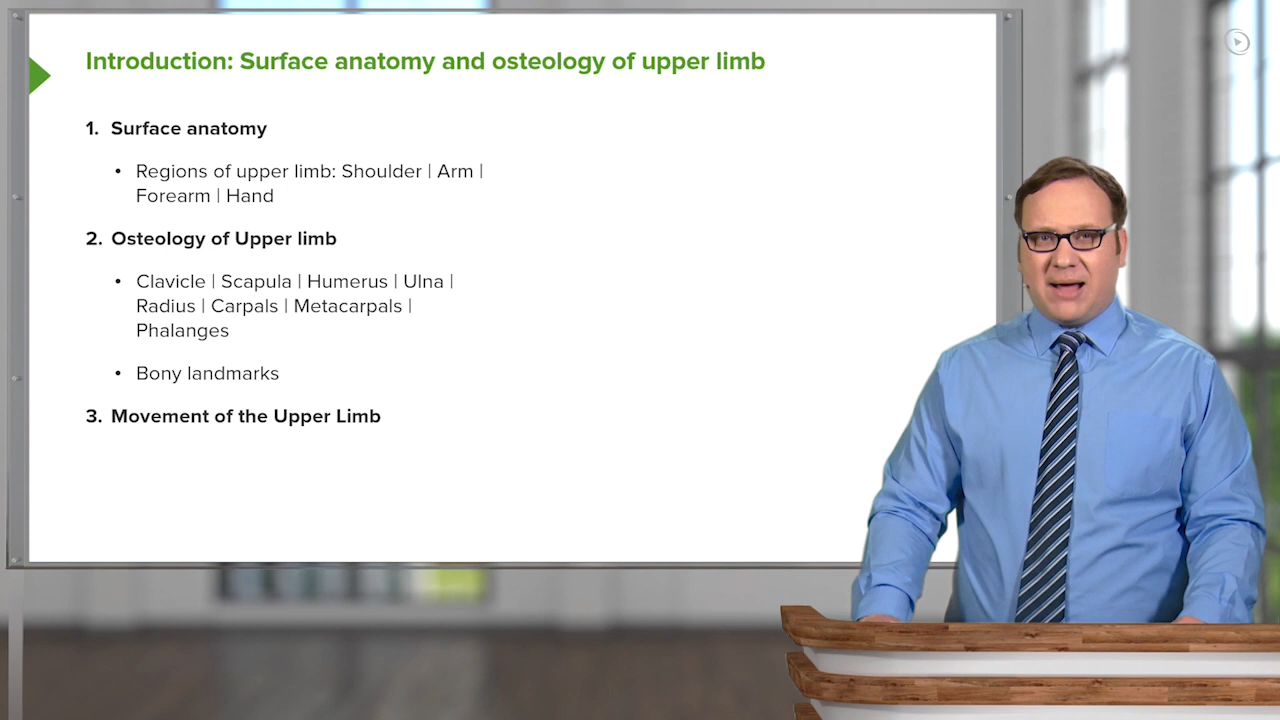 Introduction: Surface anatomy and osteology of upper limb
1. Surface anatomy
• Regions of upper limb: Shoulder | Arm |
Forearm | Hand
2. Osteology of Upper limb
• Clavicle | Scapula | Humerus | Ulna |
Radius | Carpals | Metacarpals |
Phalanges
• Bony landmarks
3. Movement of the Upper Limb